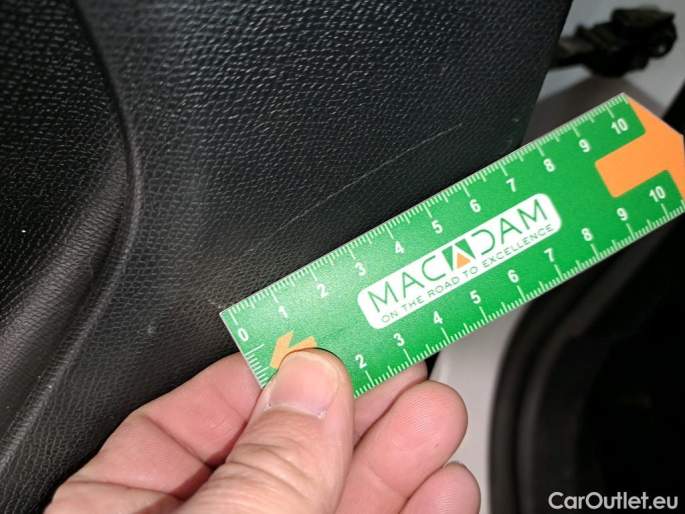 0 1 2 3 4 5 6 7 8 9 10
MACADAM
ON THE ROAD TO EXCELLENCE
2 3 4 5 6 7 8 9 10
CarOutlet.eu